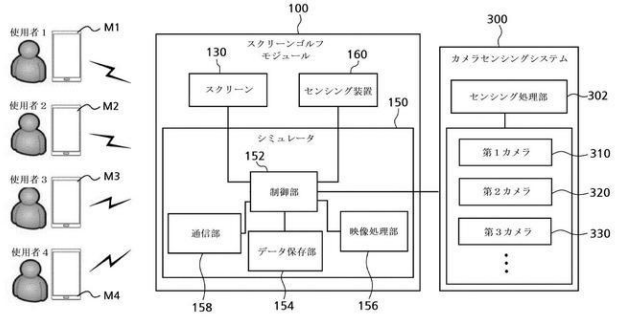 使用者1
M1
使用者2
M2
使用者3
M3
使用者4
M4
100
スクリーンゴルフ
モジュール
130
スクリーン
160
センシング装置
150
シミュレータ
152
制御部
通信部
158
データ保存部
154
映像処理部
156
300
カメラセンシングシステム
センシング処理部
302
第1カメラ
310
第2カメラ
320
第3カメラ
330